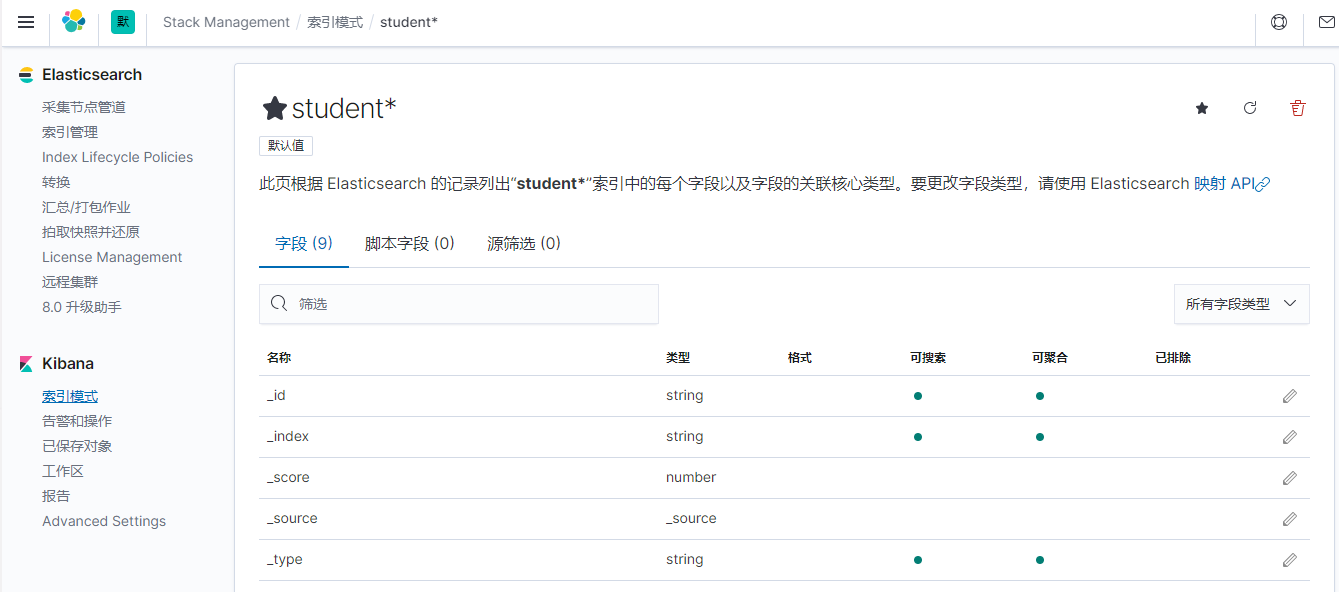 默 Stack Management / 索引模式 / student*
Elasticsearch
采集节点管道
索引管理
Index Lifecycle Policies
转换
汇总/打包作业
拍取快照并还原
License Management
远程集群
8.0 升级助手
Kibana
索引模式
告警和操作
已保存对象
工作区
报告
Advanced Settings
student*
默认值
此页根据 Elasticsearch 的记录列出“student*”索引中的每个字段以及字段的关联核心类型。要更改字段类型，请使用 Elasticsearch 映射 API
字段 (9) 脚本字段 (0) 源筛选 (0)
筛选 所有字段类型
名称 类型 格式 可搜索 可聚合 已排除
_id string
_index string
_score number
_source _source
_type string